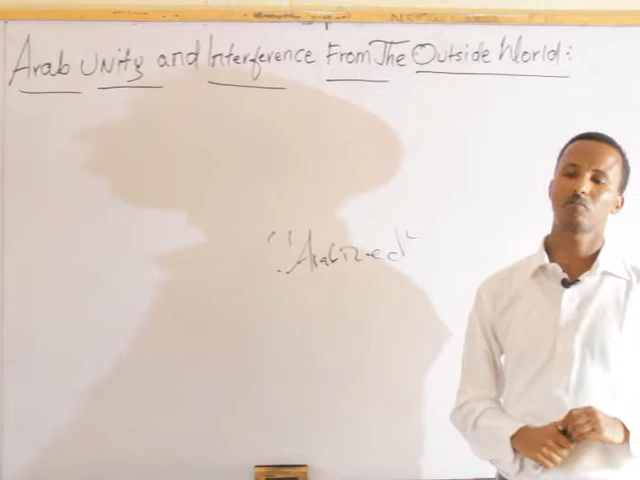 Arab Unity and Interference From The Outside World:
"Arabized"